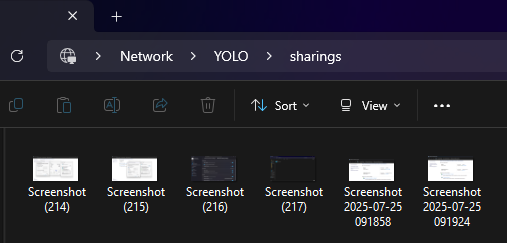 Network > YOLO > sharings
Sort View
Screenshot (214)
Screenshot (215)
Screenshot (216)
Screenshot (217)
Screenshot 2025-07-25 091858
Screenshot 2025-07-25 091924